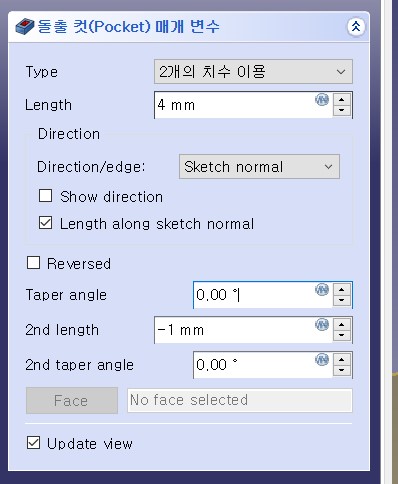 돌출 컷(Pocket) 매개 변수
Type 2개의 치수 이용
Length 4 mm
Direction
Direction/edge: Sketch normal
Show direction
Length along sketch normal
Reversed
Taper angle 0,00 °
2nd length -1 mm
2nd taper angle 0,00 °
Face No face selected
Update view